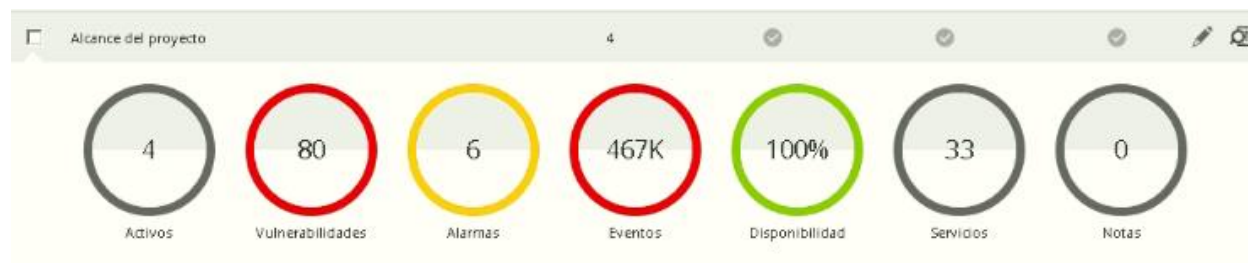 Alcance del proyecto 4
4 80 6 467K 100% 33 0
Activos Vulnerabilidades Alarmas Eventos Disponibilidad Servicios Notas